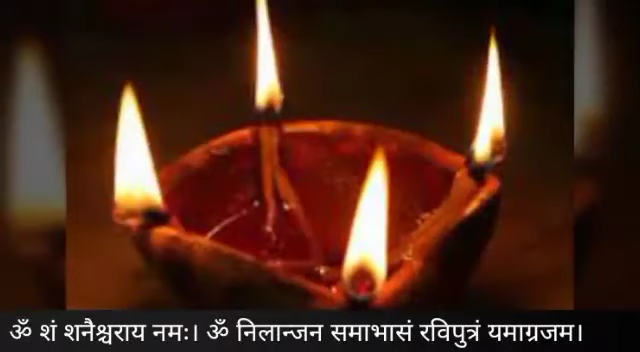 ॐ शं शनैश्चराय नमः। ॐ निलान्जन समाभासं रविपुत्रं यमाग्रजम।